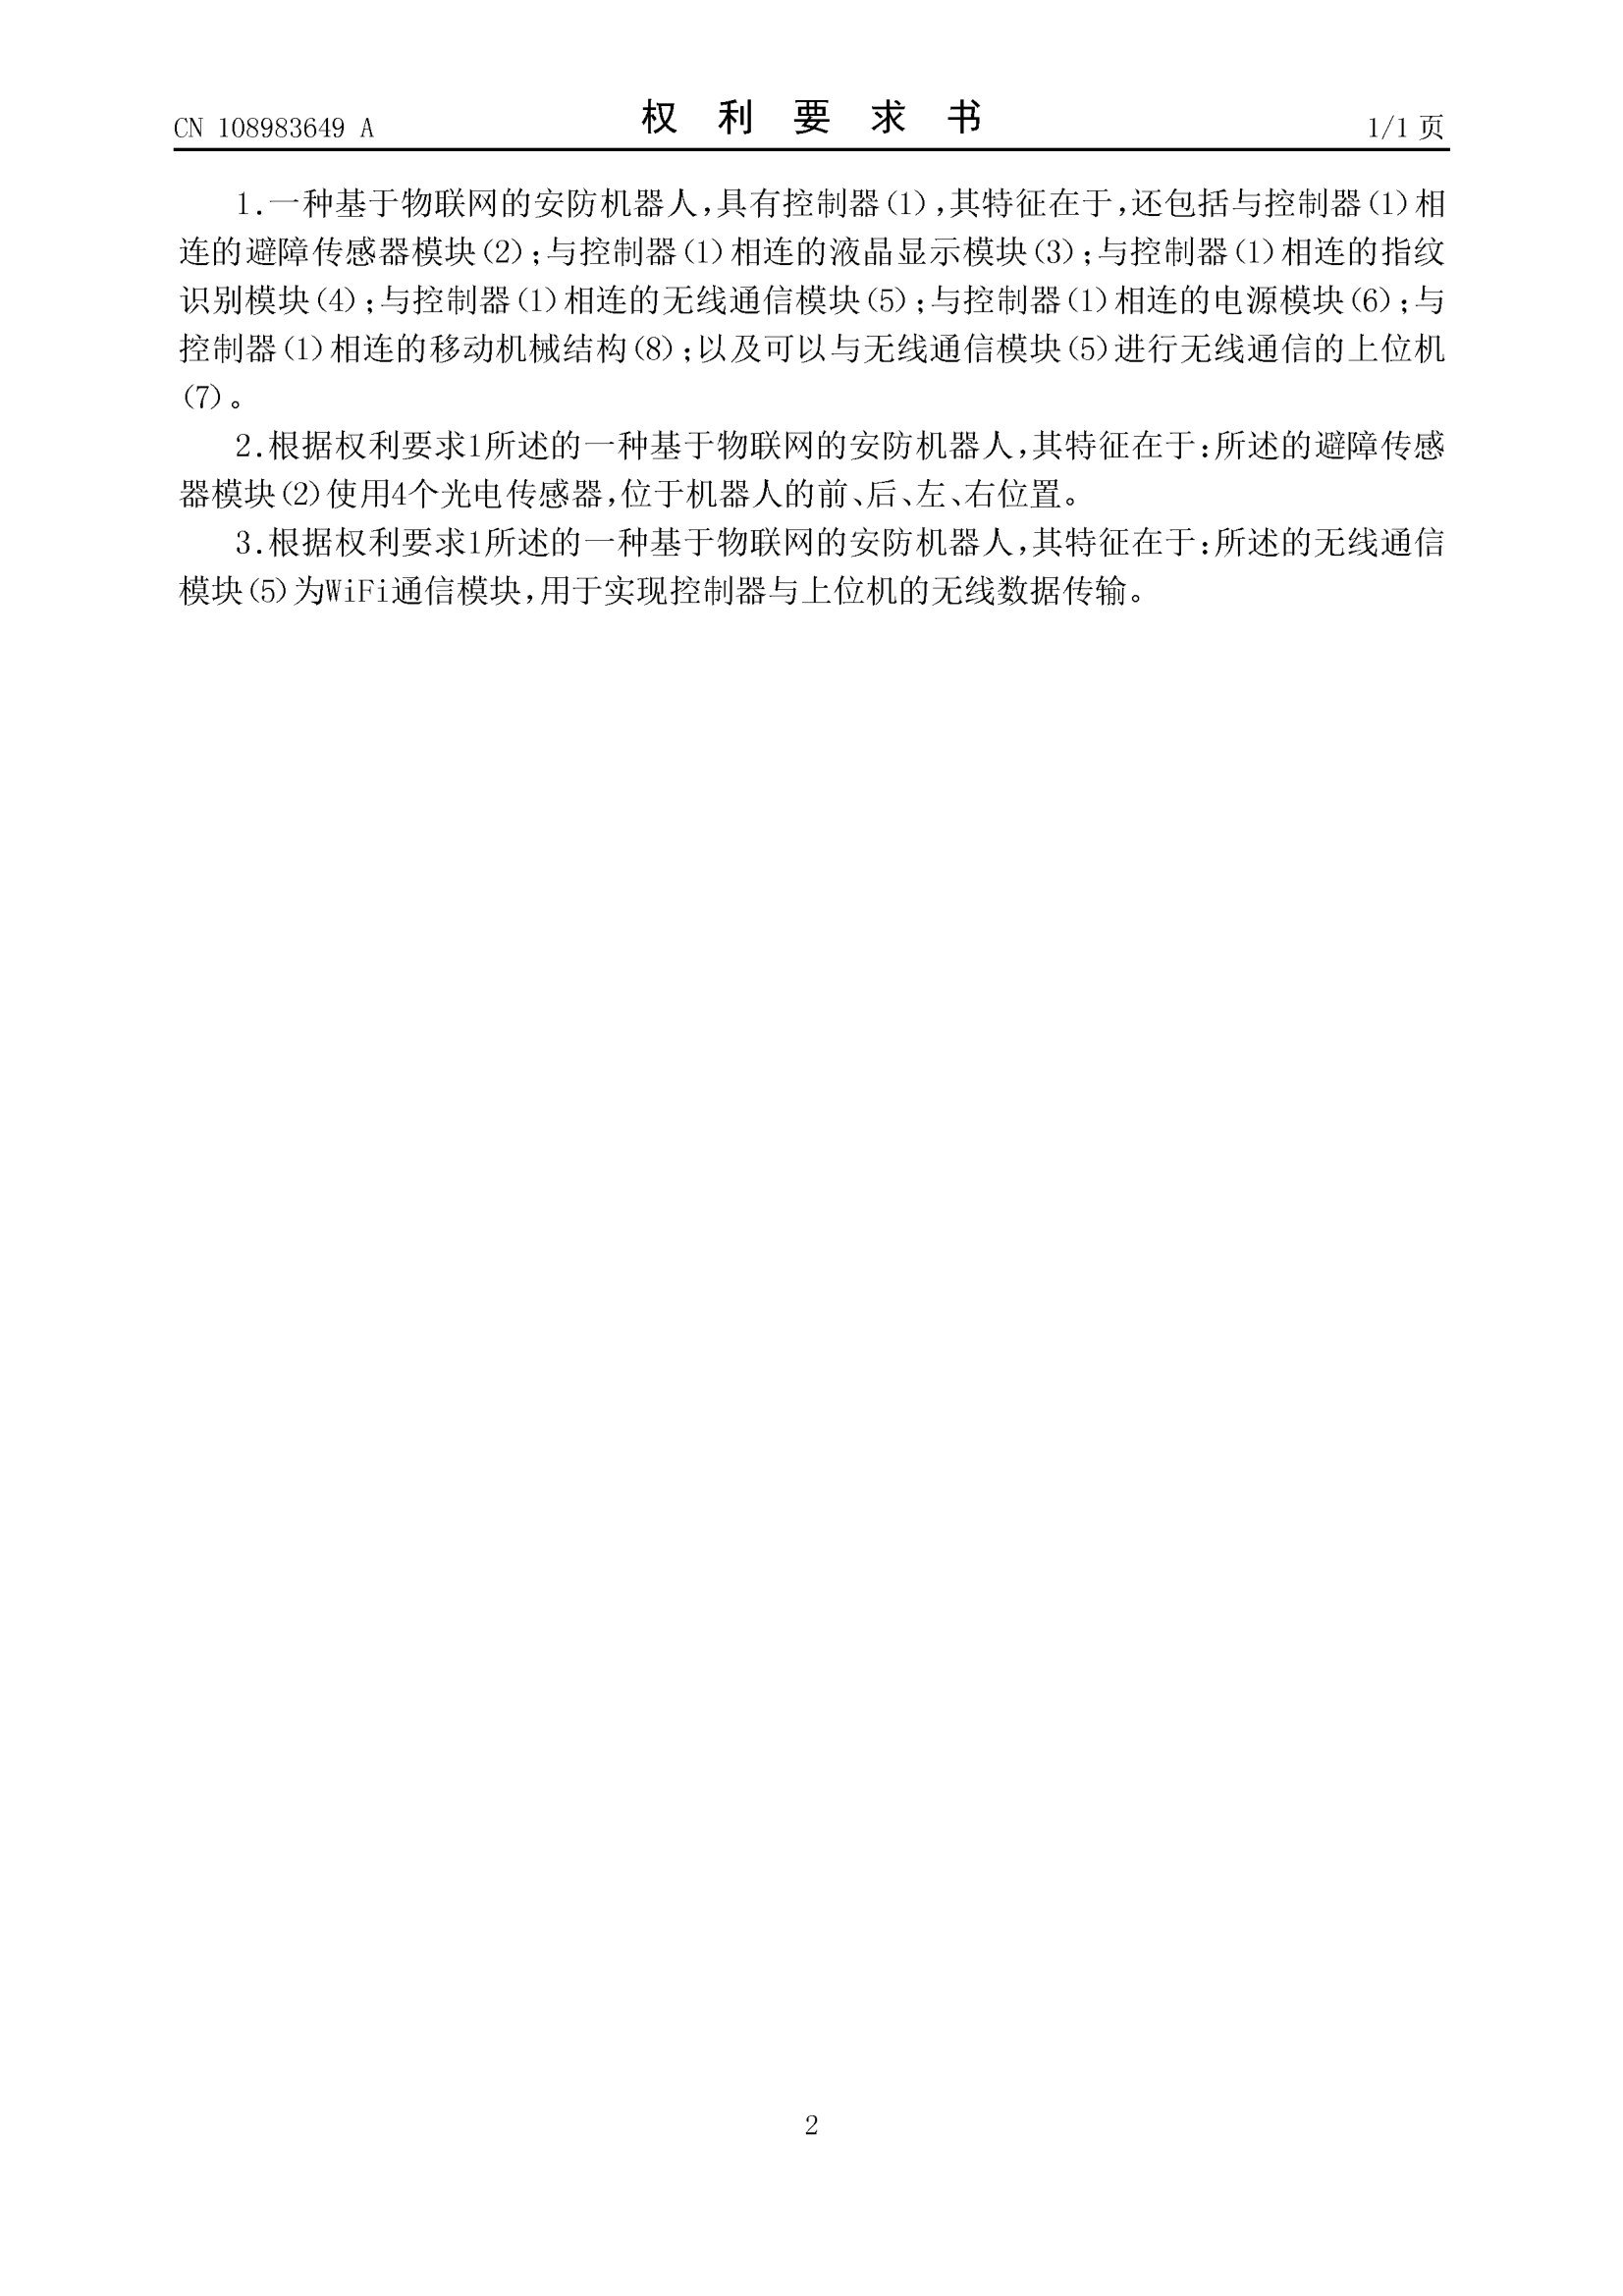 CN 108983649 A
权 利 要 求 书
1/1 页
1.一种基于物联网的安防机器人,具有控制器(1),其特征在于,还包括与控制器(1)相
连的避障传感器模块(2);与控制器(1)相连的液晶显示模块(3);与控制器(1)相连的指纹
识别模块(4);与控制器(1)相连的无线通信模块(5);与控制器(1)相连的电源模块(6);与
控制器(1)相连的移动机械结构(8);以及可以与无线通信模块(5)进行无线通信的上位机
(7)。
2.根据权利要求1所述的一种基于物联网的安防机器人,其特征在于:所述的避障传感
器模块(2)使用4个光电传感器,位于机器人的前、后、左、右位置。
3.根据权利要求1所述的一种基于物联网的安防机器人,其特征在于:所述的无线通信
模块(5)为WiFi通信模块,用于实现控制器与上位机的无线数据传输。
2